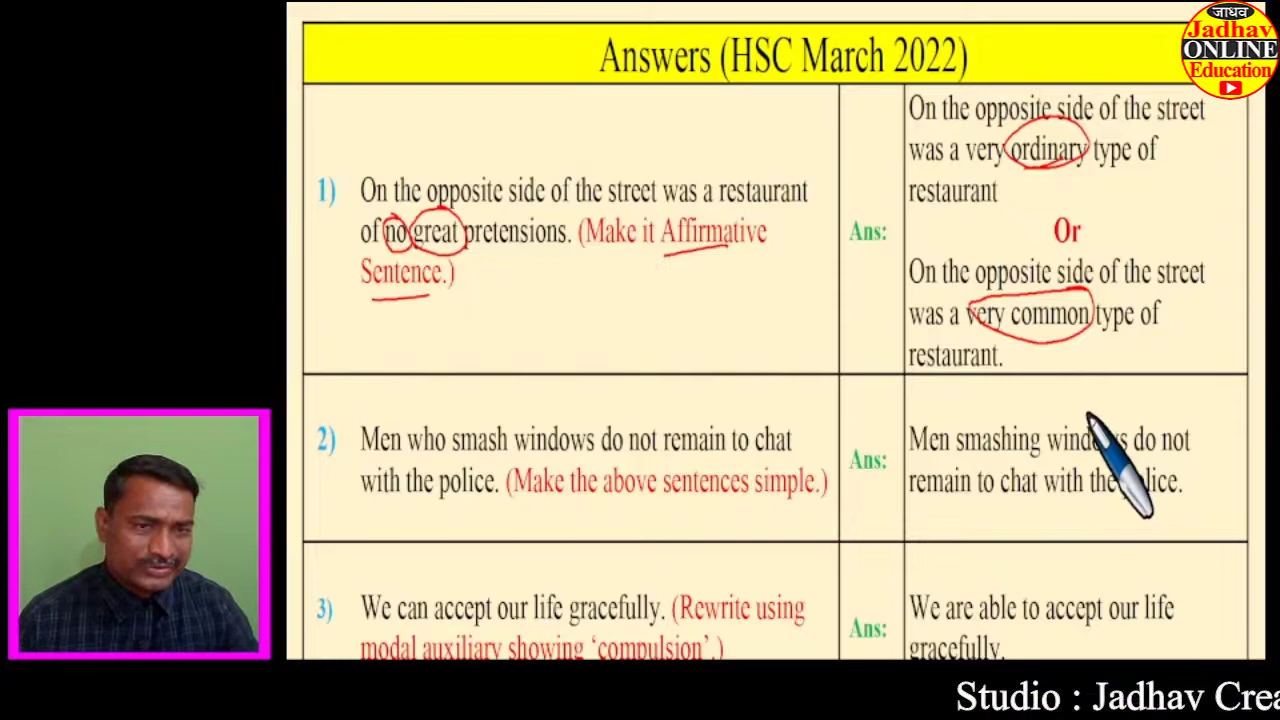 जाधव
Jadhav
ONLINE
Education
Answers (HSC March 2022)
1) On the opposite side of the street was a restaurant
of no great pretensions. (Make it Affirmative
Sentence.)
Ans:
On the opposite side of the street
was a very ordinary type of
restaurant
Or
On the opposite side of the street
was a very common type of
restaurant.
2) Men who smash windows do not remain to chat
with the police. (Make the above sentences simple.)
Ans:
Men smashing windows do not
remain to chat with the police.
3) We can accept our life gracefully. (Rewrite using
modal auxiliary showing ‘compulsion’.)
Ans:
We are able to accept our life
gracefully.
Studio : Jadhav Crea